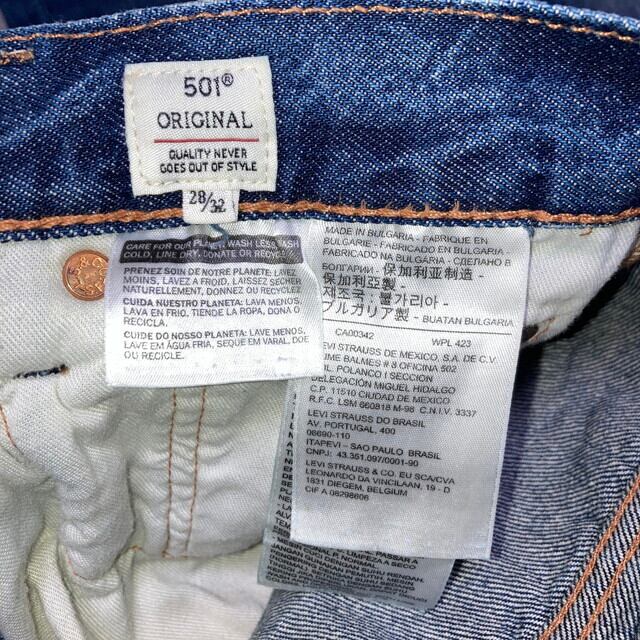 501®
ORIGINAL
QUALITY NEVER
GOES OUT OF STYLE
28/32
CARE FOR OUR PLANET: WASH LESS, WASH
COLD, LINE DRY, DONATE OR RECYCLE
PRENEZ SOIN DE NOTRE PLANETE: LAVEZ
MOINS, LAVEZ A FROID, LAISSEZ SECHER
NATURELLEMENT, DONNEZ OU RECYCLEZ
CUIDA NUESTRO PLANETA: LAVA MENOS,
LAVA EN FRIO, TIENDE LA ROPA, DONA O
RECICLA.
CUIDE DO NOSSO PLANETA: LAVE MENOS,
LAVE EM ÁGUA FRIA, SEQUE EM VARAL, DOE
OU RECICLE.
MADE IN BULGARIA - FABRIQUE EN
BULGARIE - FABRICADO EN BULGARIA -
FABRICADO NA BULGARIA - СДЕЛАНО В
БОЛГАРИИ - 保加利亚制造 -
保加利亞製 -
제조국: 불가리아 -
ブルガリア製 - BUATAN BULGARIA
CA00342 WPL 423
LEVI STRAUSS DE MEXICO, S.A. DE C.V.
JAIME BALMES # 8 OFICINA 502
COL. POLANCO I SECCION
DELEGACIÓN MIGUEL HIDALGO
C.P. 11510 MEXICO, CDMX
R.F.C. LSM 660818 M-98 C.N.I.V. 3337
LEVI STRAUSS DO BRASIL
AV. PORTUGAL, 400
06690-110
ITAPEVI - SAO PAULO - BRASIL
CNPJ: 43.351.097/0001-90
LEVI STRAUSS & CO. EU SCA/CVA
LEONARDO DA VINCILAAN, 19 - D
1831 DIEGEM, BELGIUM
CIF A 08298606